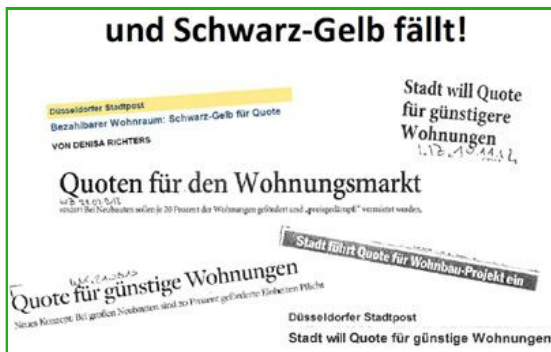 und Schwarz-Gelb fällt!
Düsseldorfer Stadtpost
Bezahlbarer Wohnraum: Schwarz-Gelb für Quote
VON DENISA RICHTERS
Stadt will Quote
für günstigere
Wohnungen
Quoten für den Wohnungsmarkt
Bei Neubauten sollen je 20 Prozent der Wohnungen gefördert und „preisgedämpft“ vermietet werden.
Stadt führt Quote für Wohnbau-Projekt ein
Quote für günstige Wohnungen
Neues Konzept: Bei großen Neubauten sind 20 Prozent geförderte Einheiten Pflicht
Düsseldorfer Stadtpost
Stadt will Quote für günstige Wohnungen